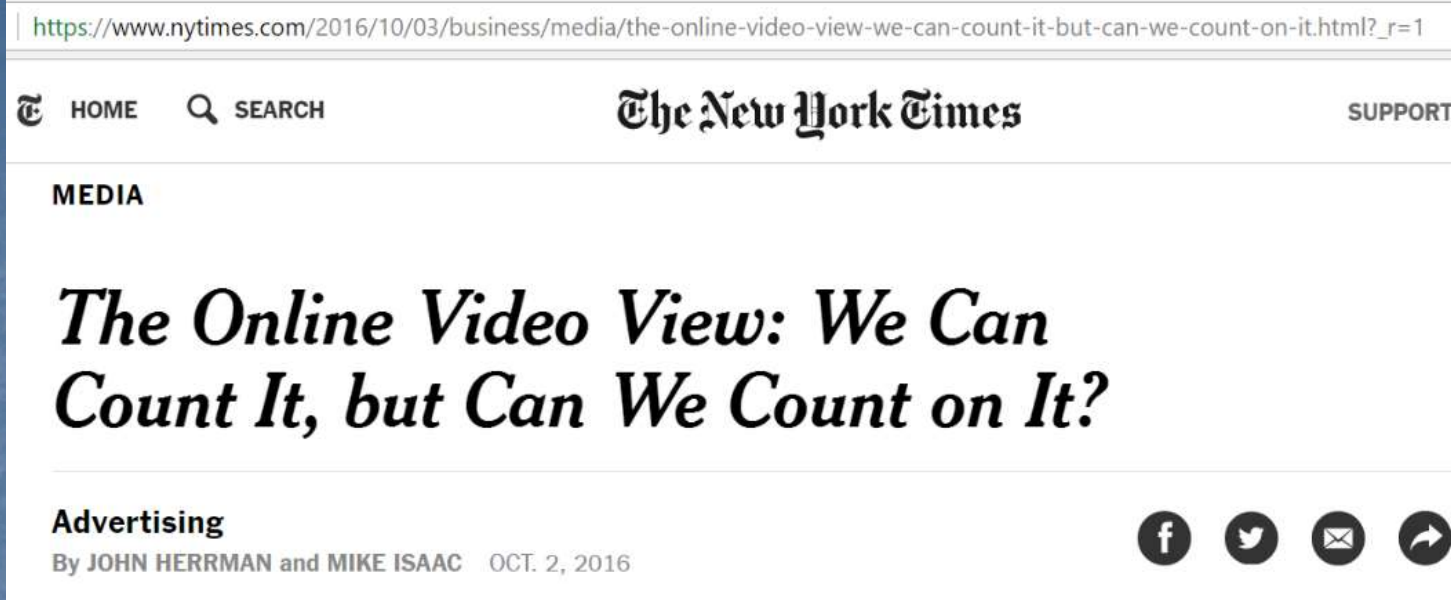 https://www.nytimes.com/2016/10/03/business/media/the-online-video-view-we-can-count-it-but-can-we-count-on-it.html?_r=1
T HOME SEARCH The New York Times SUPPORT
MEDIA
The Online Video View: We Can
Count It, but Can We Count on It?
Advertising
By JOHN HERRMAN and MIKE ISAAC OCT. 2, 2016